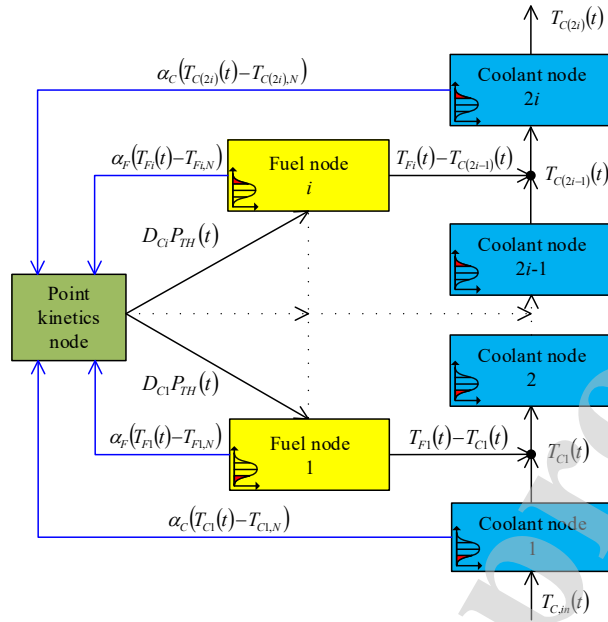 T_{C(2i)}(t)
α_C(T_{C(2i)}(t)−T_{C(2i),N})
Coolant node
2i
α_F(T_{Fi}(t)−T_{Fi,N})
Fuel node
i
T_{Fi}(t)−T_{C(2i−1)}(t)
T_{C(2i−1)}(t)
D_{Ci}P_{TH}(t)
Coolant node
2i-1
Point
kinetics
node
Coolant node
2
D_{C1}P_{TH}(t)
α_F(T_{F1}(t)−T_{F1,N})
Fuel node
1
T_{F1}(t)−T_{C1}(t)
T_{C1}(t)
α_C(T_{C1}(t)−T_{C1,N})
Coolant node
1
T_{C,in}(t)
pro